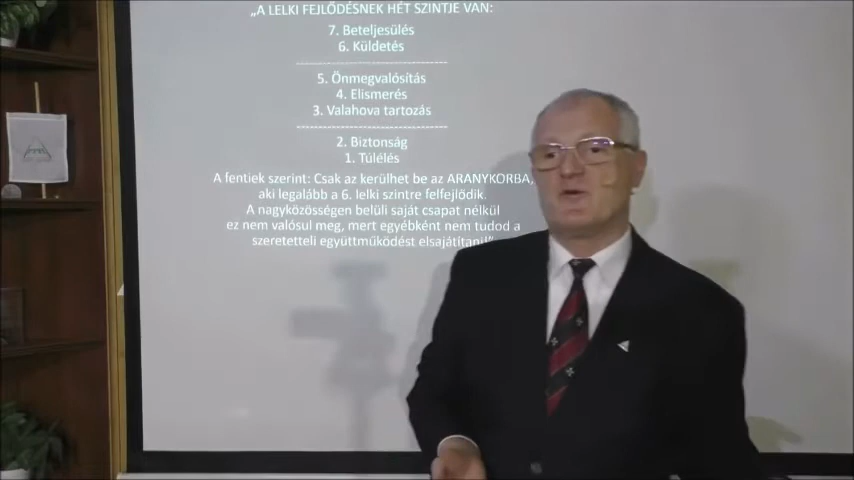 „A LELKI FEJLŐDÉSNEK HÉT SZINTJE VAN:
7. Beteljesülés
6. Küldetés
5. Önmegvalósítás
4. Elismerés
3. Valahova tartozás
2. Biztonság
1. Túlélés
A fentiek szerint: Csak az kerülhet be az ARANYKORBA,
aki legalább a 6. lelki szintre felfejlődik.
A nagyközösségen belüli saját csapat nélkül
ez nem valósul meg, mert egyébként nem tudod a
szeretetteli együttműködést elsajátítani!”